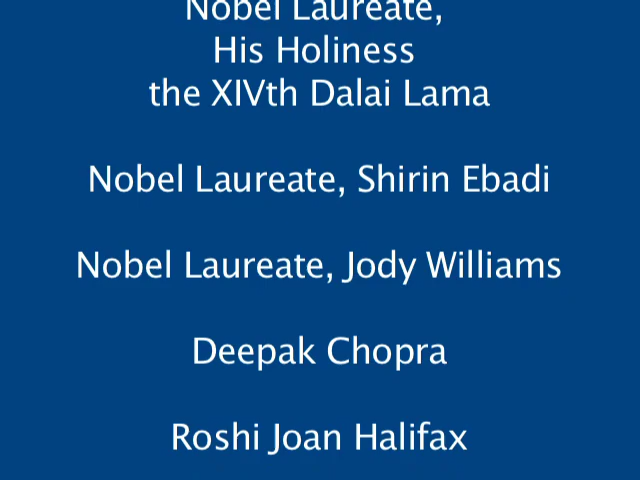 Nobel Laureate,
His Holiness
the XIVth Dalai Lama
Nobel Laureate, Shirin Ebadi
Nobel Laureate, Jody Williams
Deepak Chopra
Roshi Joan Halifax